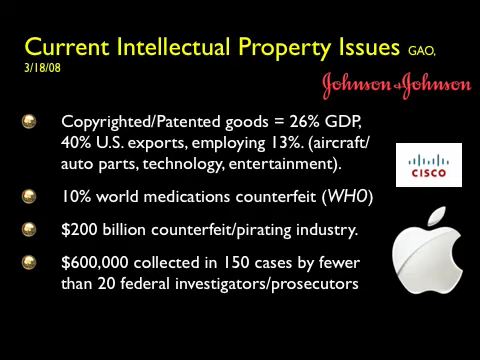 Current Intellectual Property Issues GAO,
3/18/08
Johnson & Johnson
Copyrighted/Patented goods = 26% GDP,
40% U.S. exports, employing 13%. (aircraft/
auto parts, technology, entertainment).
CISCO
10% world medications counterfeit (WHO)
$200 billion counterfeit/pirating industry.
$600,000 collected in 150 cases by fewer
than 20 federal investigators/prosecutors